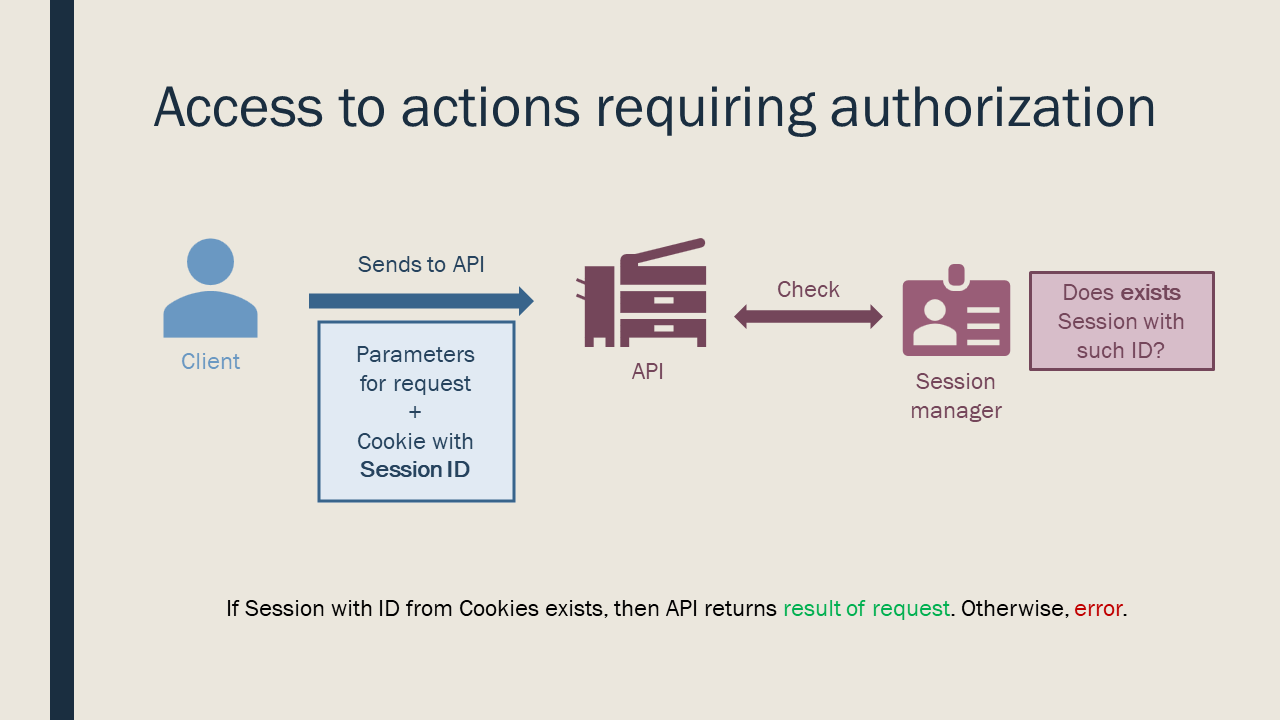 Access to actions requiring authorization
Sends to API
Client
Parameters
for request
+
Cookie with
Session ID
API
Check
Session
manager
Does exists
Session with
such ID?
If Session with ID from Cookies exists, then API returns result of request. Otherwise, error.